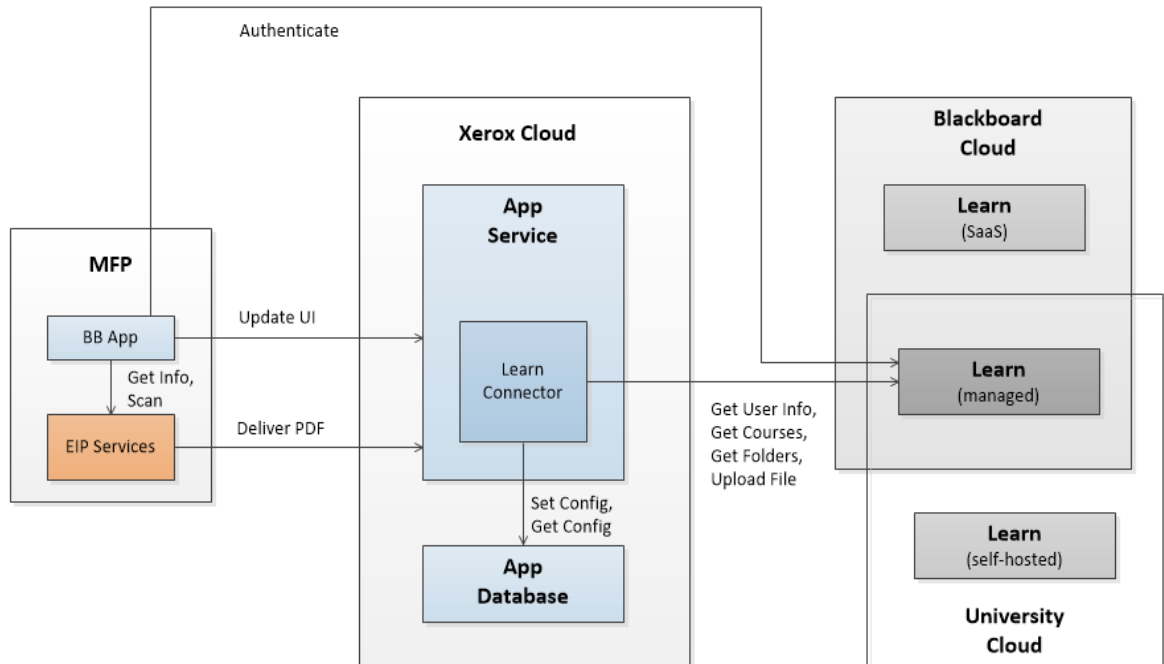 Authenticate
Xerox Cloud
Blackboard
Cloud
App
Service
Learn
(SaaS)
MFP
BB App
Update UI
Get Info,
Scan
Learn
Connector
Learn
(managed)
EIP Services
Deliver PDF
Get User Info,
Get Courses,
Get Folders,
Upload File
Set Config,
Get Config
App
Database
Learn
(self-hosted)
University
Cloud